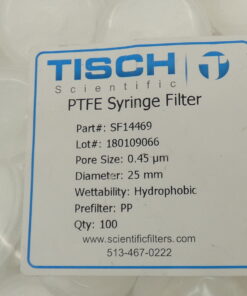 TISCH
Scientific
PTFE Syringe Filter
Part#: SF14469
Lot#: 180109066
Pore Size: 0.45 µm
Diameter: 25 mm
Wettability: Hydrophobic
Prefilter: PP
Qty: 100
www.scientificfilters.com
513-467-0222